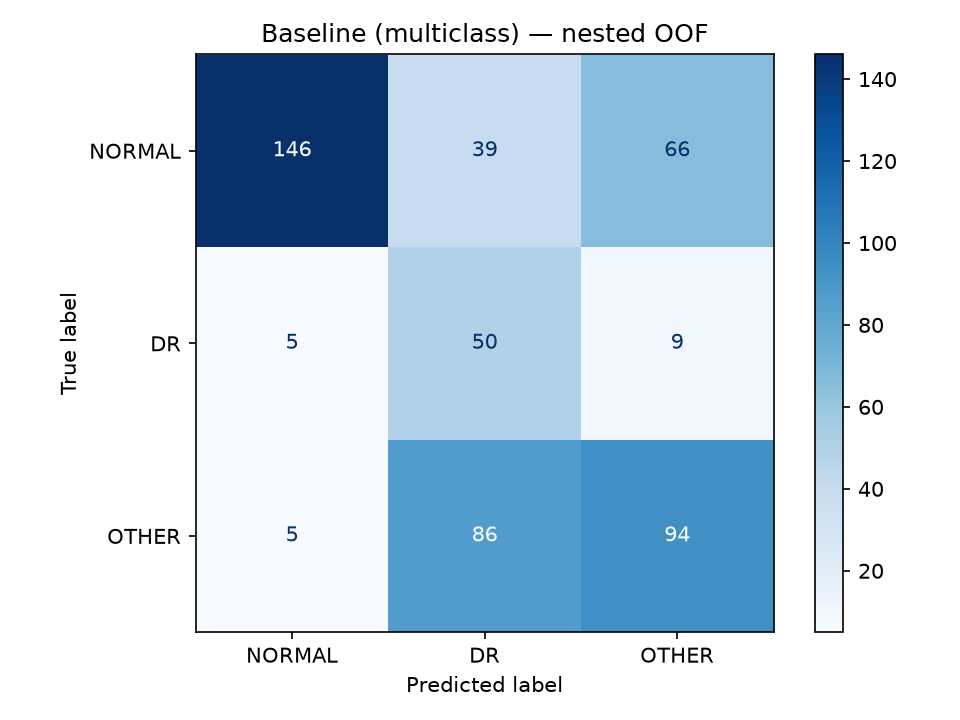 Baseline (multiclass) — nested OOF
NORMAL 146 39 66
DR 5 50 9
OTHER 5 86 94
NORMAL DR OTHER
Predicted label
True label
140
120
100
80
60
40
20